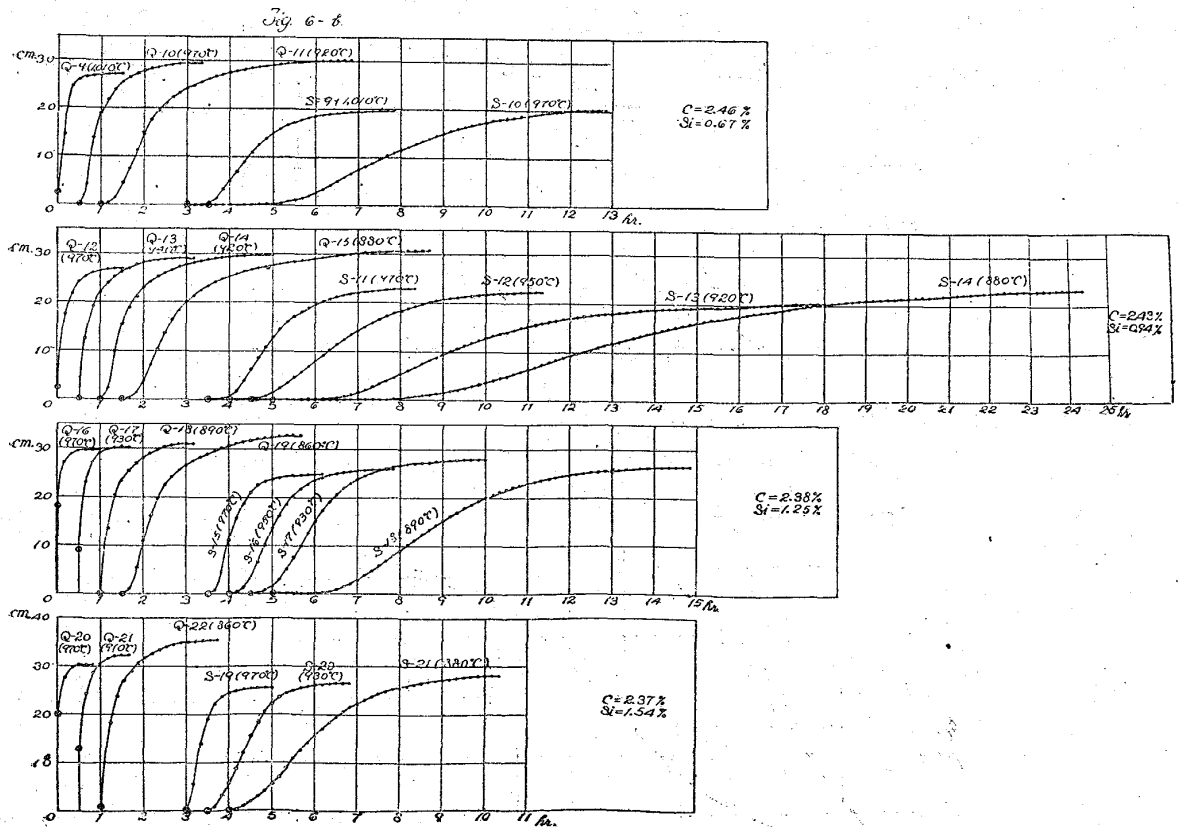 Fig. 6-b.
cm.
30
20
10
0
Q-9(1010℃)
Q-10(970℃)
Q-11(920℃)
S-9(1010℃)
S-10(970℃)
C=2.46%
Si=0.67%
1 2 3 4 5 6 7 8 9 10 11 12 13 hr.
cm.
30
20
10
0
Q-12
(970℃)
Q-13
Q-14
(920℃)
Q-15(880℃)
S-11(970℃)
S-12(950℃)
S-13(920℃)
S-14(880℃)
C=2.43%
Si=0.94%
1 2 3 4 5 6 7 8 9 10 11 12 13 14 15 16 17 18 19 20 21 22 23 24 25 hr
cm.
30
20
10
0
Q-16
(970℃)
Q-17
(930℃)
Q-18(890℃)
Q-19(860℃)
S-15(970℃)
S-16(950℃)
S-17(930℃)
S-18(890℃)
C=2.38%
Si=1.25%
1 2 3 4 5 6 7 8 9 10 11 12 13 14 15 hr.
cm.
40
30
20
0
Q-20
(970℃)
Q-21
(910℃)
Q-22(860℃)
S-19(970℃)
S-20
(930℃)
S-21(880℃)
C=2.37%
Si=1.54%
1 2 3 4 5 6 7 8 9 10 11 hr.